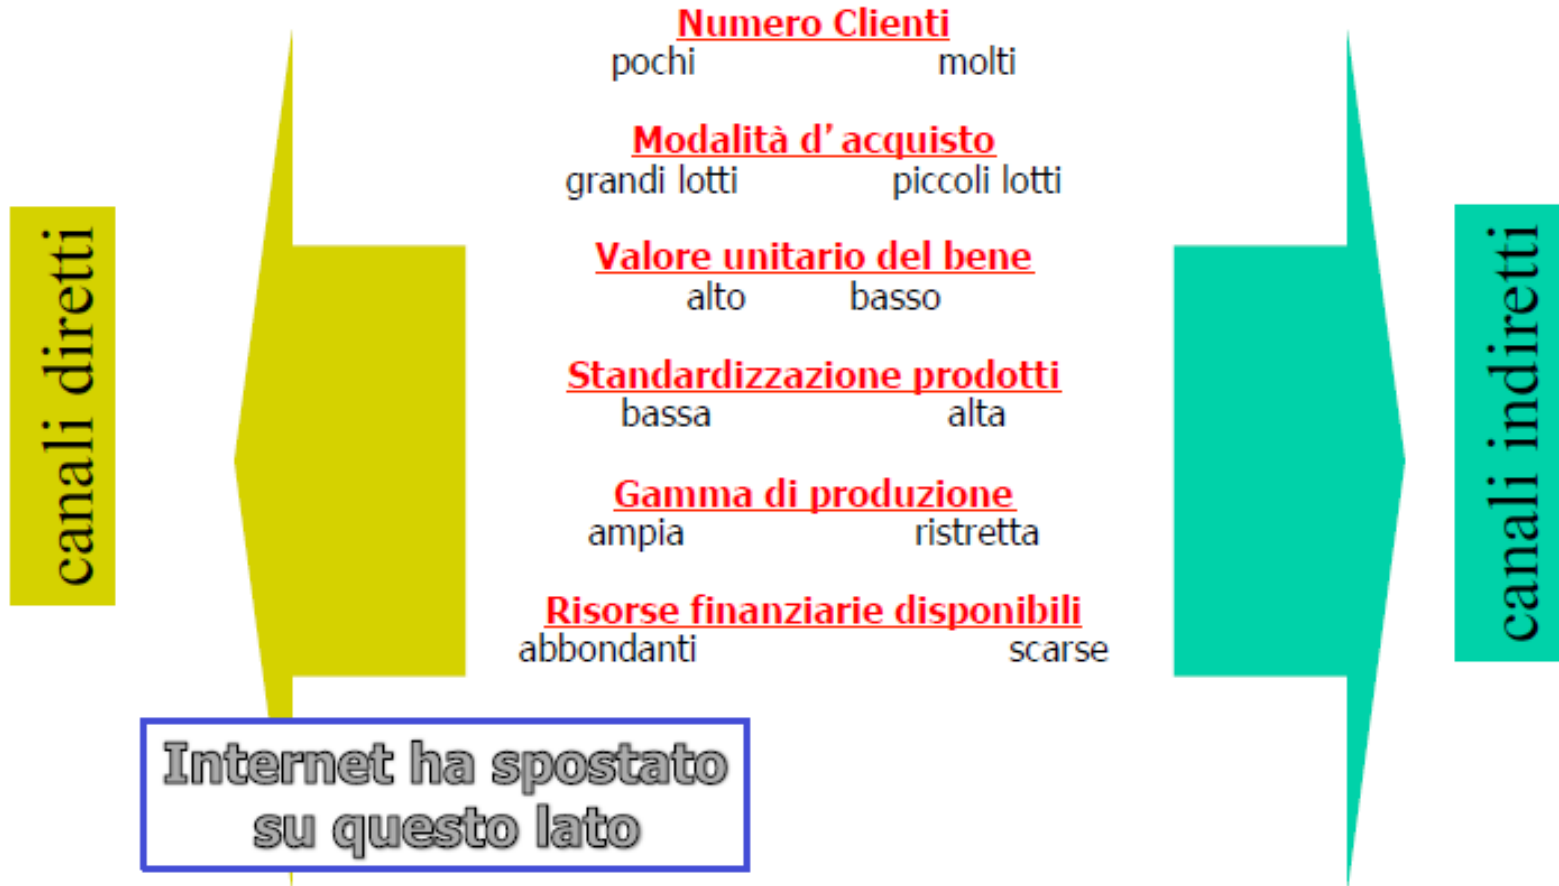 Numero Clienti
pochi molti
Modalità d' acquisto
grandi lotti piccoli lotti
Valore unitario del bene
alto basso
Standardizzazione prodotti
bassa alta
Gamma di produzione
ampia ristretta
Risorse finanziarie disponibili
abbondanti scarse
canali diretti
canali indiretti
Internet ha spostato
su questo lato